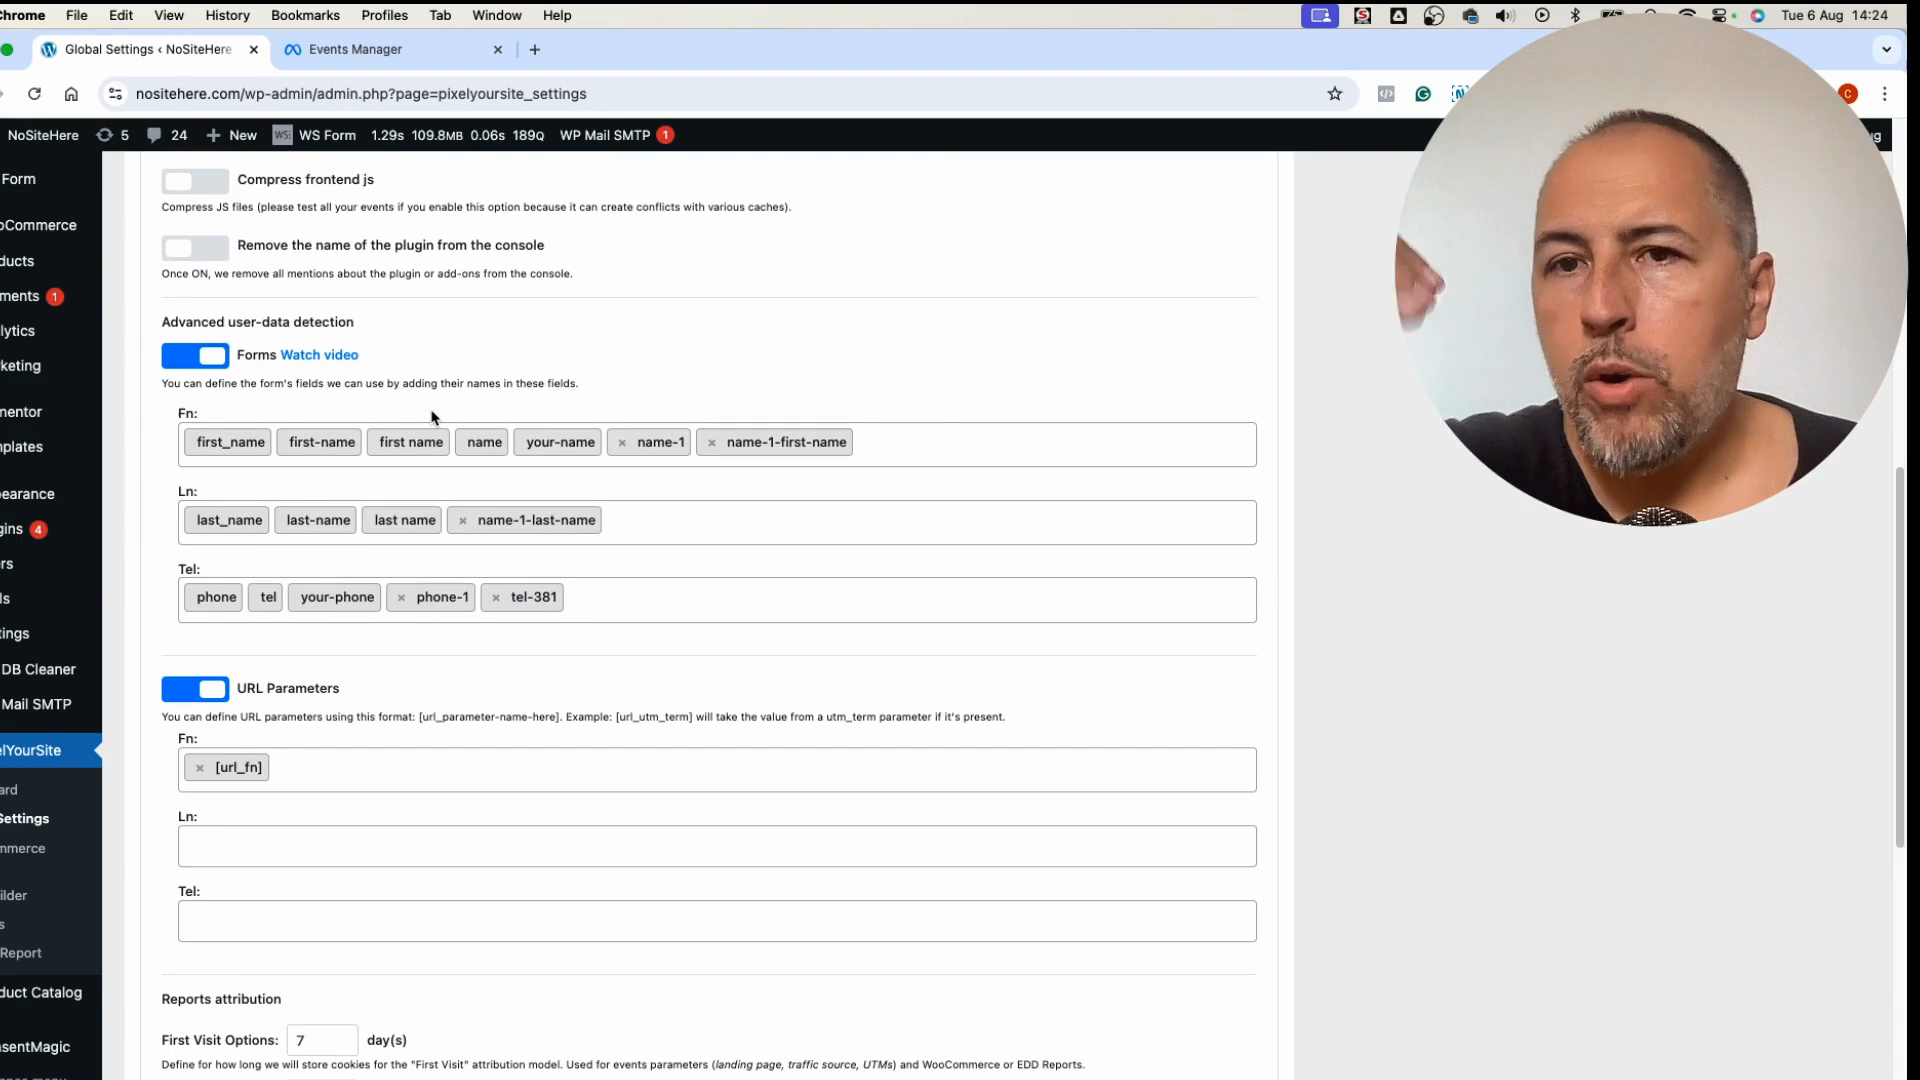 Chrome File Edit View History Bookmarks Profiles Tab Window Help Tue 6 Aug 14:24
Global Settings ‹ NoSiteHere Events Manager
nositehere.com/wp-admin/admin.php?page=pixelyoursite_settings
NoSiteHere 5 24 + New WS Form 1.29s 109.8MB 0.06s 189Q WP Mail SMTP 1
Form
oCommerce
ducts
ments 1
lytics
keting
mentor
mplates
pearance
gins 4
rs
ls
tings
DB Cleaner
Mail SMTP
elYourSite
ard
Settings
mmerce
ilder
s
Report
duct Catalog
nsentMagic
Compress frontend js
Compress JS files (please test all your events if you enable this option because it can create conflicts with various caches).
Remove the name of the plugin from the console
Once ON, we remove all mentions about the plugin or add-ons from the console.
Advanced user-data detection
Forms Watch video
You can define the form's fields we can use by adding their names in these fields.
Fn:
first_name first-name first name name your-name × name-1 × name-1-first-name
Ln:
last_name last-name last name × name-1-last-name
Tel:
phone tel your-phone × phone-1 × tel-381
URL Parameters
You can define URL parameters using this format: [url_parameter-name-here]. Example: [url_utm_term] will take the value from a utm_term parameter if it's present.
Fn:
× [url_fn]
Ln:
Tel:
Reports attribution
First Visit Options: 7 day(s)
Define for how long we will store cookies for the "First Visit" attribution model. Used for events parameters (landing page, traffic source, UTMs) and WooCommerce or EDD Reports.